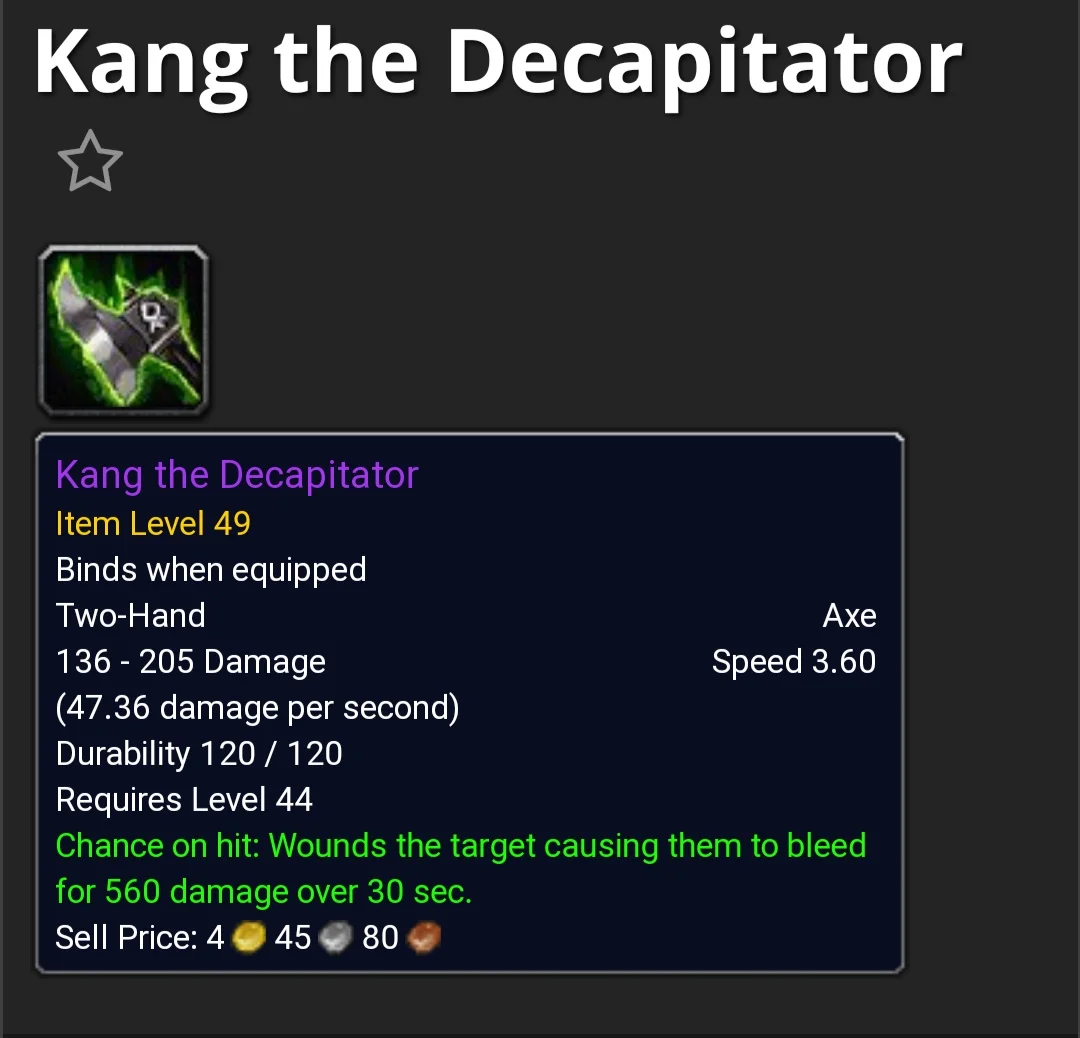 Kang the Decapitator
Kang the Decapitator
Item Level 49
Binds when equipped
Two-Hand Axe
136 - 205 Damage Speed 3.60
(47.36 damage per second)
Durability 120 / 120
Requires Level 44
Chance on hit: Wounds the target causing them to bleed
for 560 damage over 30 sec.
Sell Price: 4 45 80